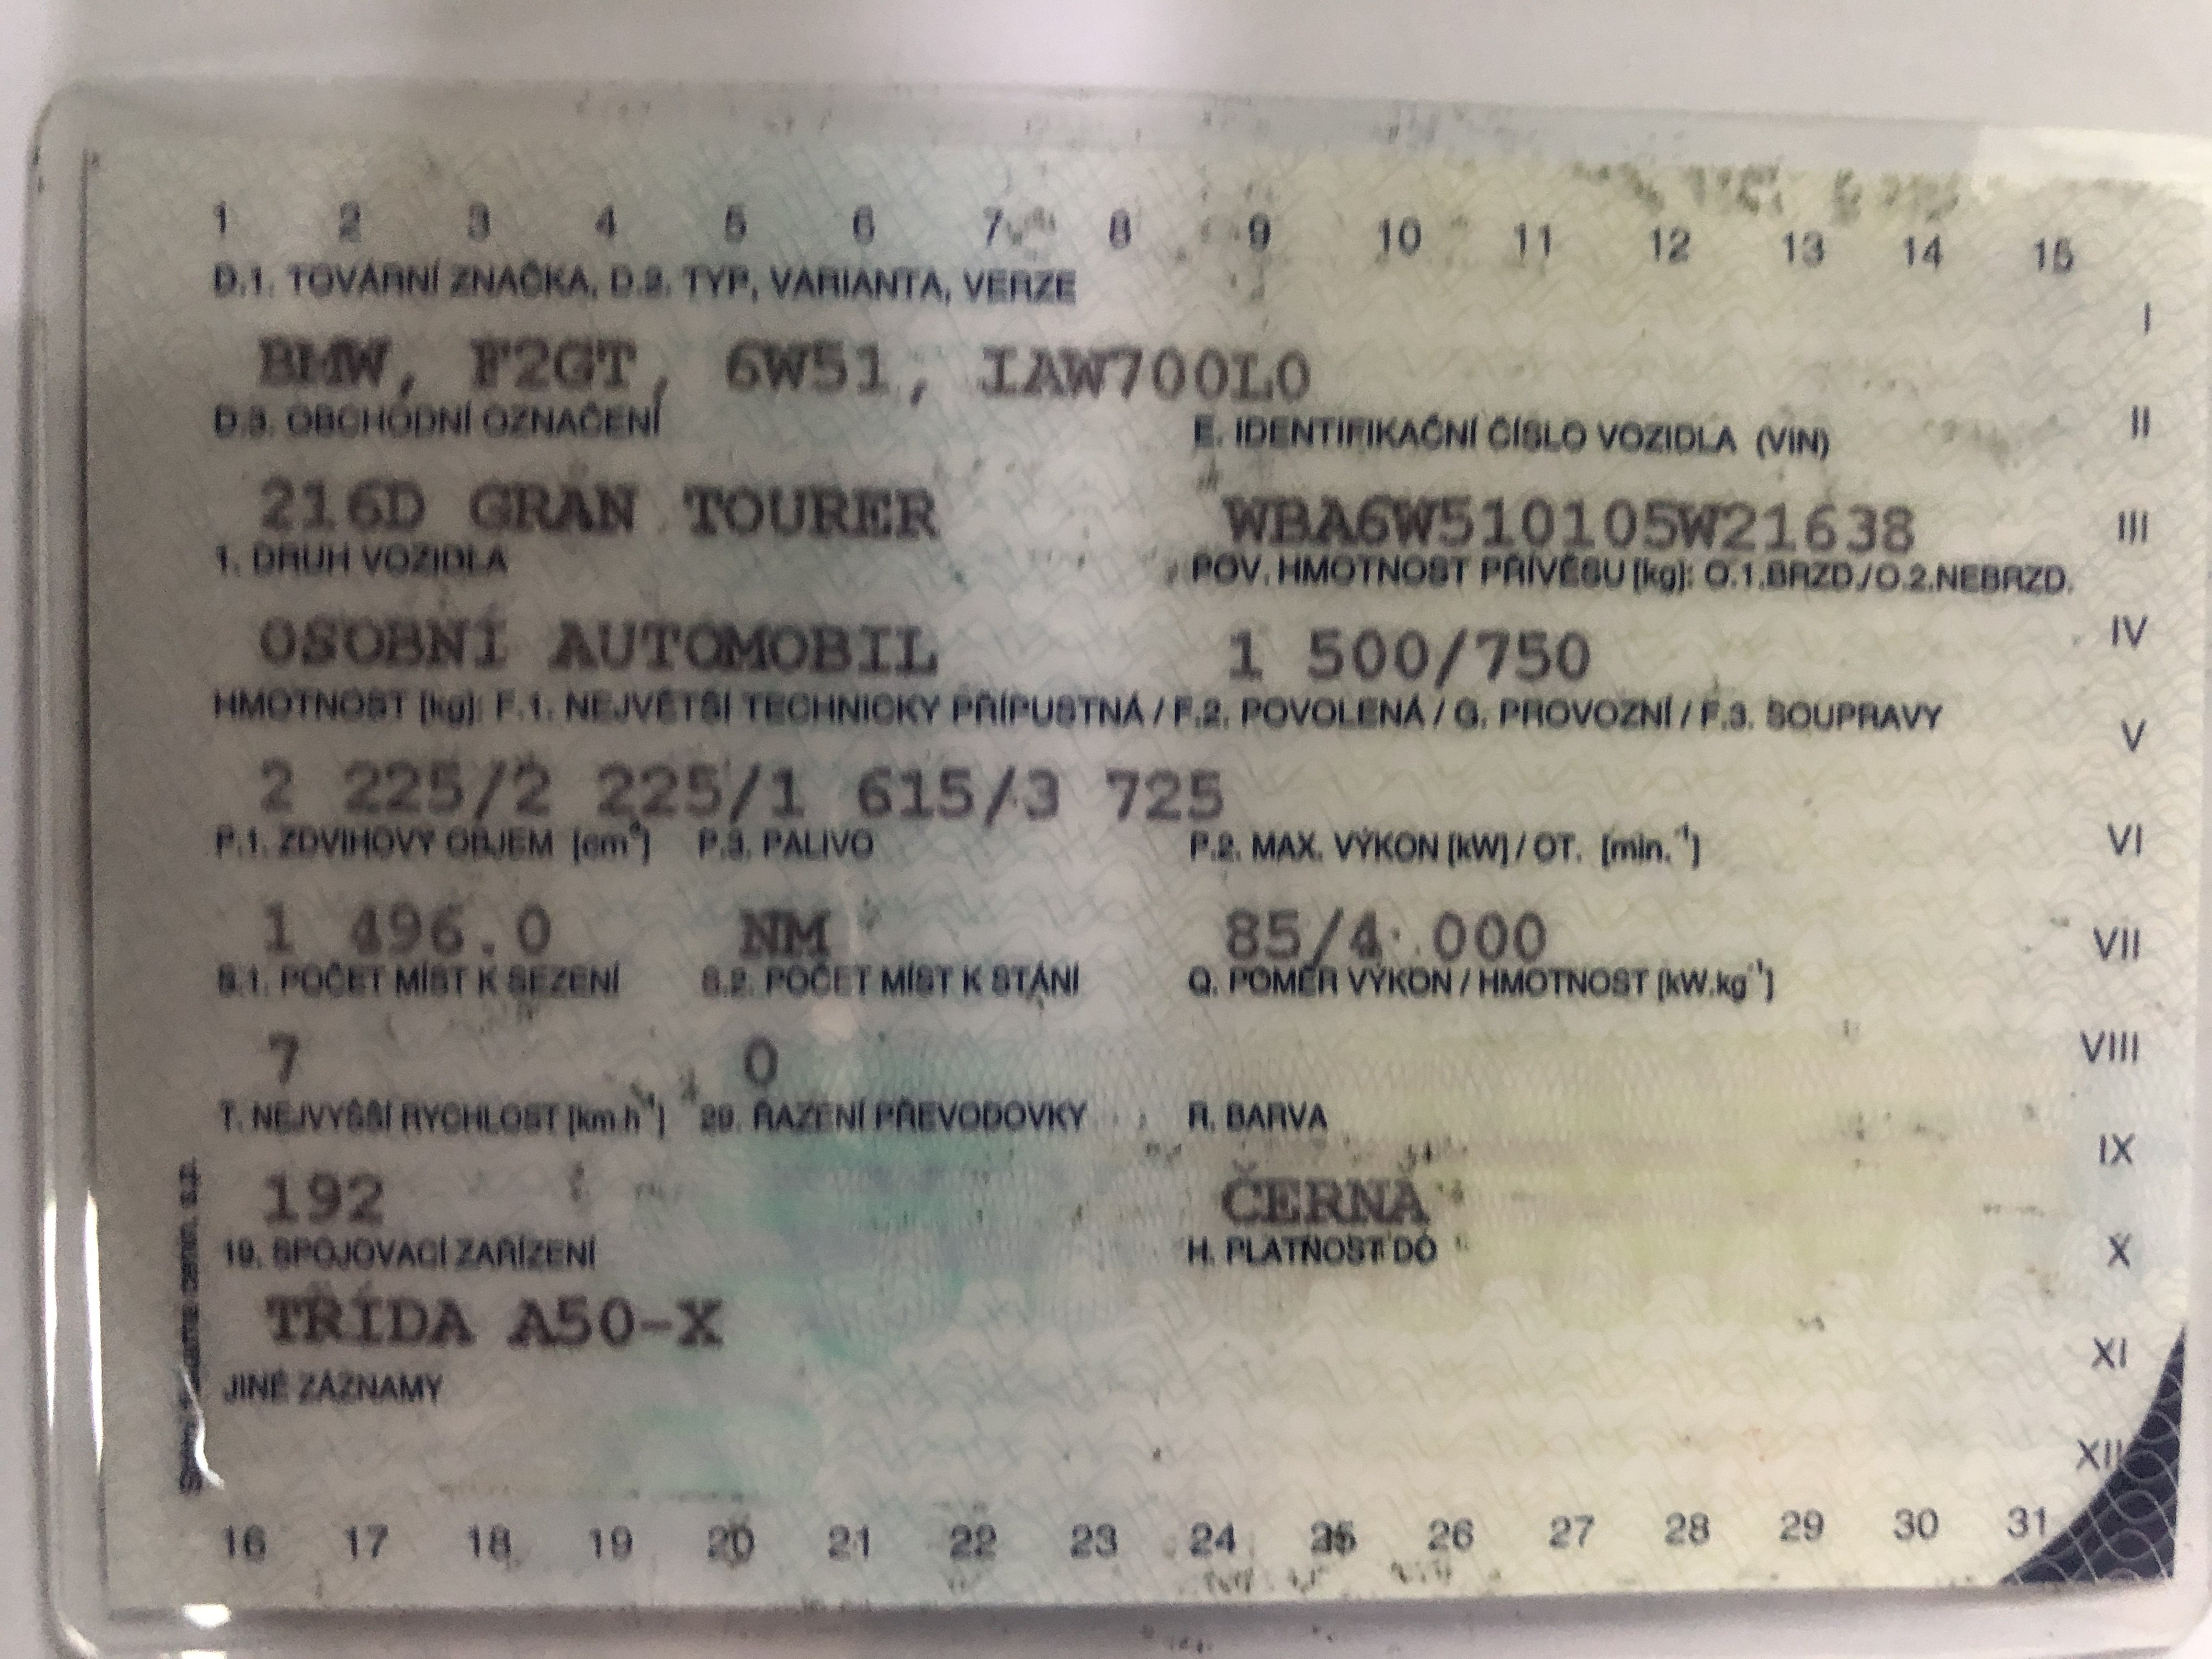 1 2 3 4 5 6 7 8 9 10 11 12 13 14 15
D.1. TOVÁRNÍ ZNAČKA, D.2. TYP, VARIANTA, VERZE
I
BMW, F2GT, 6W51, IAW700L0
D.3. OBCHODNÍ OZNAČENÍ E. IDENTIFIKAČNÍ ČÍSLO VOZIDLA (VIN)
II
216D GRAN TOURER WBA6W510105W21638
III
1. DRUH VOZIDLA POV. HMOTNOST PŘÍVĚSU [kg]: O.1.BRZD./O.2.NEBRZD.
OSOBNÍ AUTOMOBIL 1 500/750
IV
HMOTNOST [kg]: F.1. NEJVĚTŠÍ TECHNICKY PŘÍPUSTNÁ / F.2. POVOLENÁ / G. PROVOZNÍ / F.3. SOUPRAVY
V
2 225/2 225/1 615/3 725
P.1. ZDVIHOVÝ OBJEM [cm³] P.3. PALIVO P.2. MAX. VÝKON [kW] / OT. [min.⁻¹]
VI
1 496.0 NM 85/4 000
VII
S.1. POČET MÍST K SEZENÍ S.2. POČET MÍST K STÁNÍ Q. POMĚR VÝKON / HMOTNOST [kW.kg⁻¹]
7 0
VIII
T. NEJVYŠŠÍ RYCHLOST [km.h⁻¹] 29. ŘAZENÍ PŘEVODOVKY R. BARVA
IX
192 ČERNÁ
19. SPOJOVACÍ ZAŘÍZENÍ H. PLATNOST DO
X
TŘÍDA A50-X
XI
JINÉ ZÁZNAMY
XII
16 17 18 19 20 21 22 23 24 25 26 27 28 29 30 31